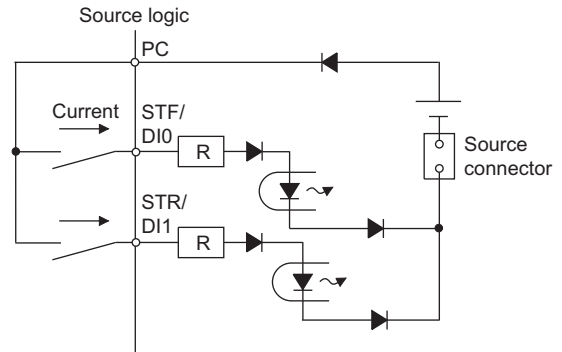 Source logic
PC
Current
STF/
DI0
R
Source
connector
STR/
DI1
R